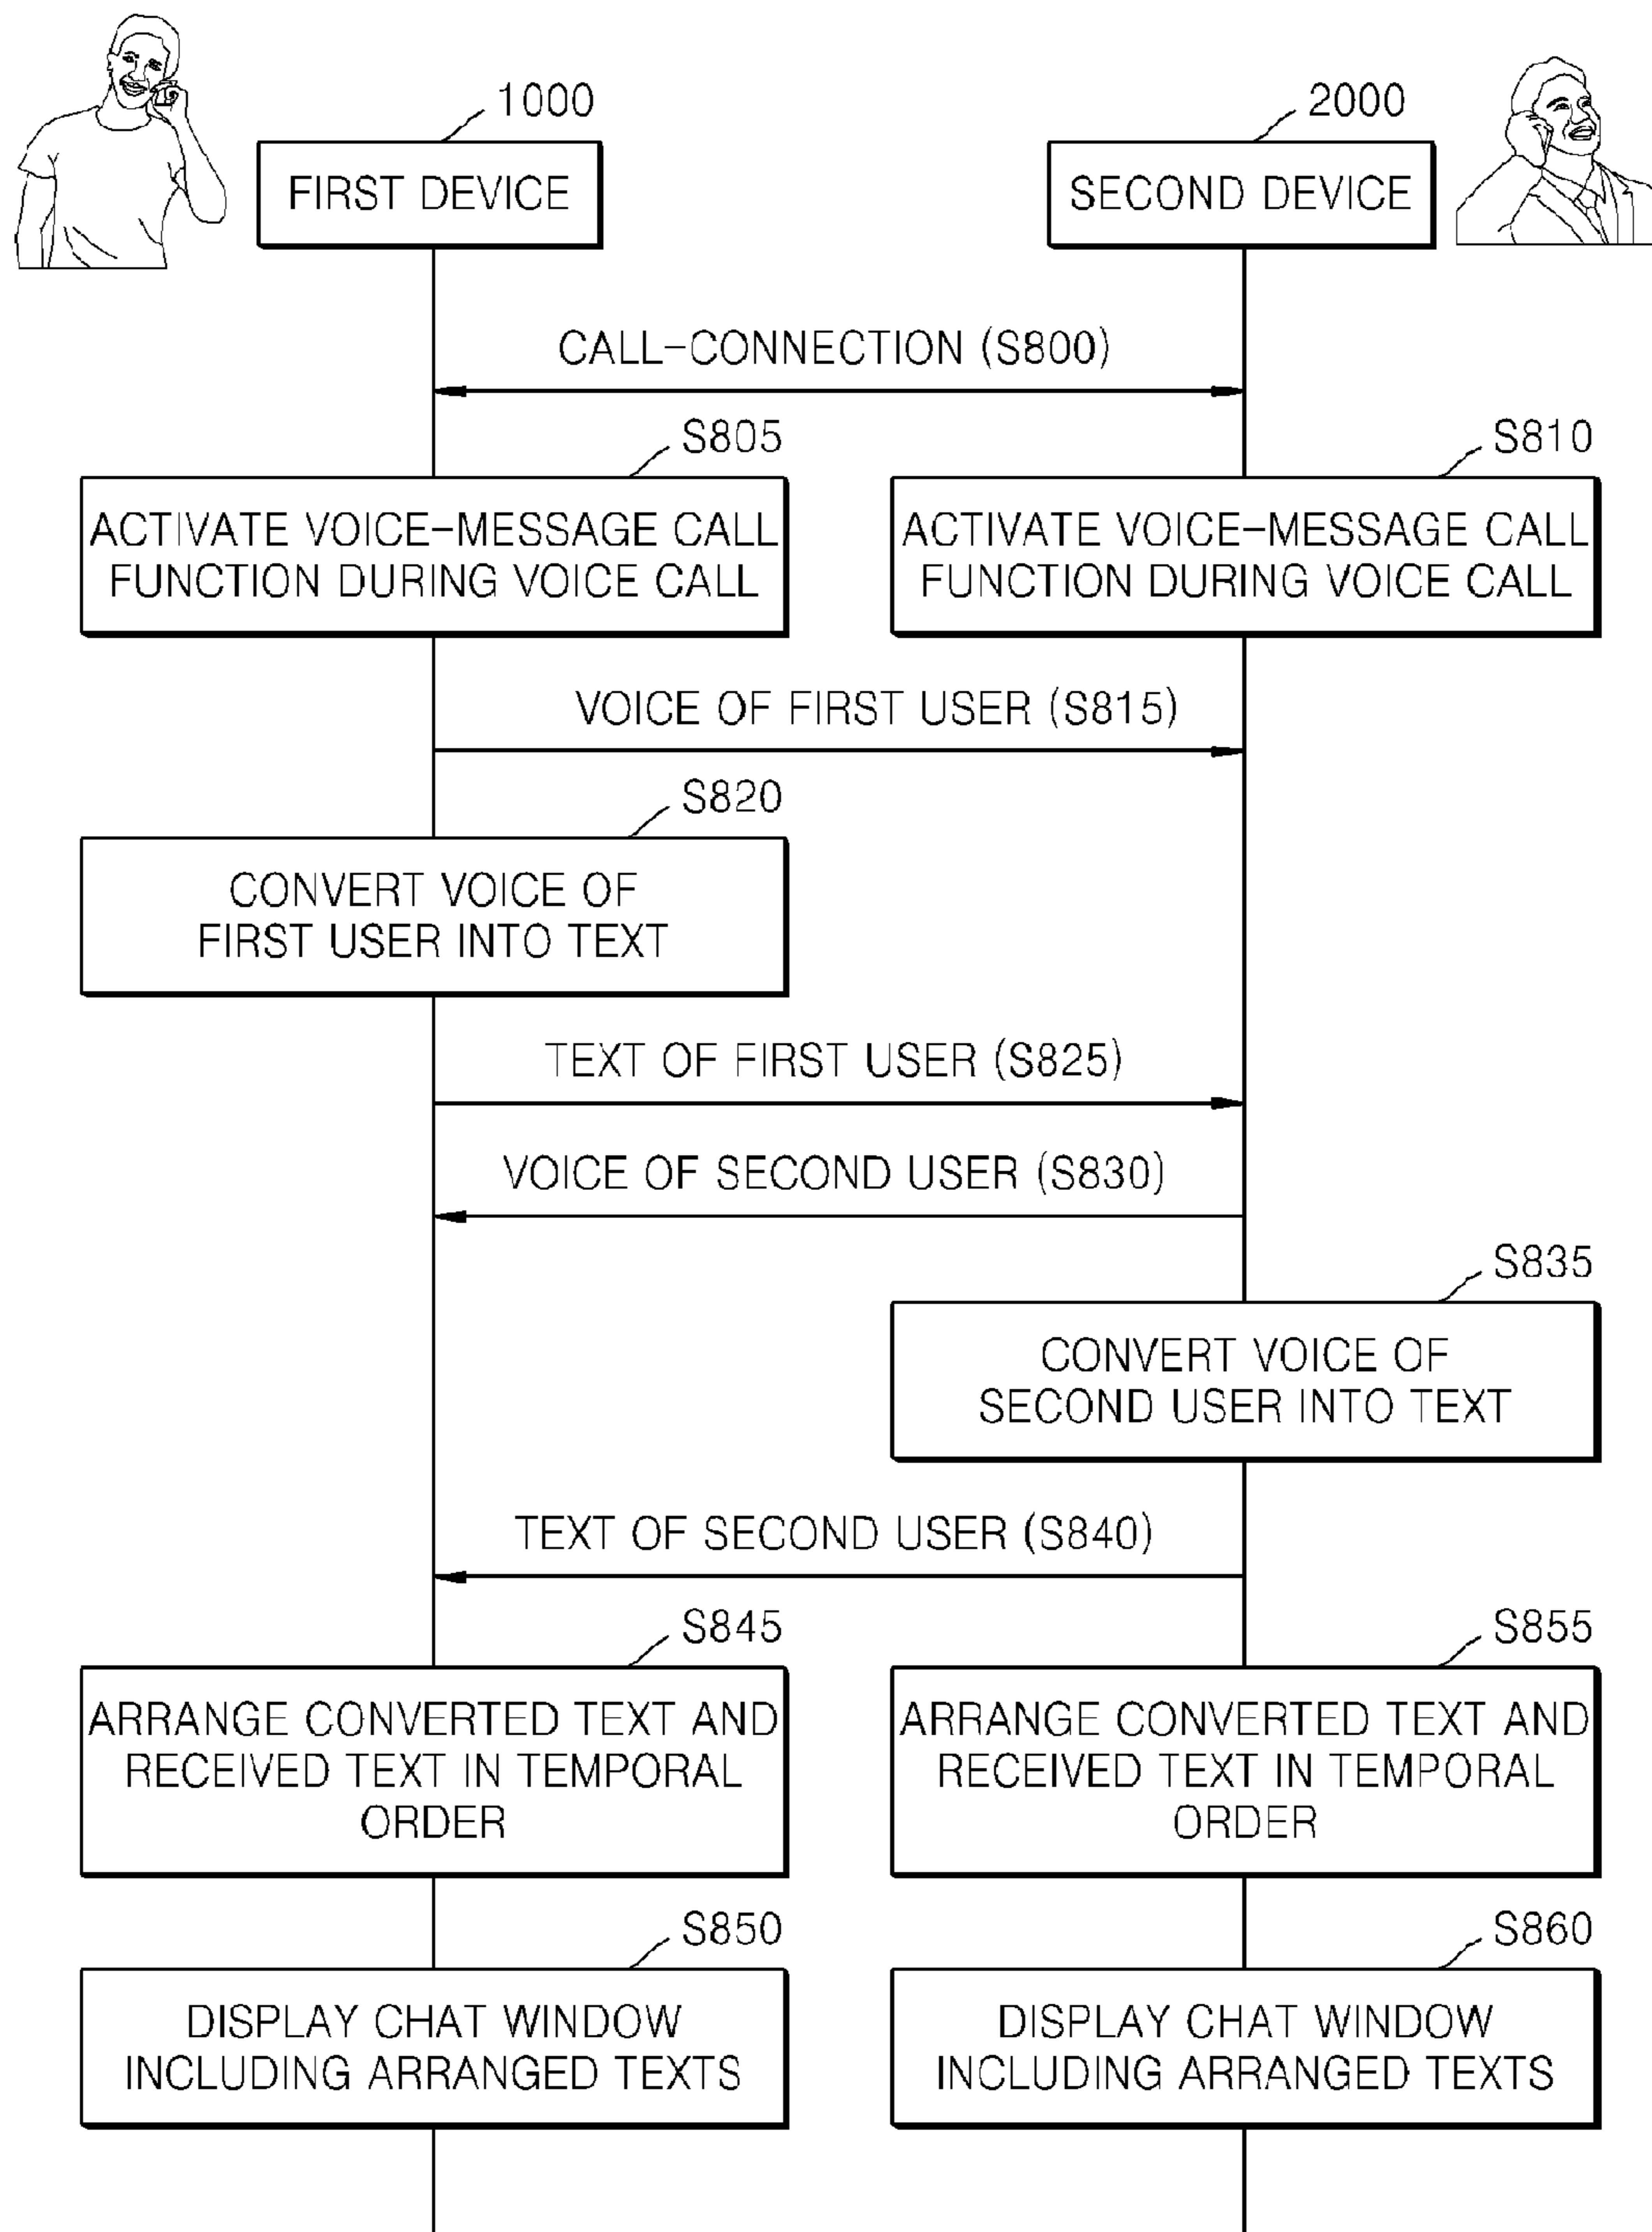 1000
2000
FIRST DEVICE
SECOND DEVICE
CALL-CONNECTION (S800)
S805
S810
ACTIVATE VOICE-MESSAGE CALL
FUNCTION DURING VOICE CALL
ACTIVATE VOICE-MESSAGE CALL
FUNCTION DURING VOICE CALL
VOICE OF FIRST USER (S815)
S820
CONVERT VOICE OF
FIRST USER INTO TEXT
TEXT OF FIRST USER (S825)
VOICE OF SECOND USER (S830)
S835
CONVERT VOICE OF
SECOND USER INTO TEXT
TEXT OF SECOND USER (S840)
S845
S855
ARRANGE CONVERTED TEXT AND
RECEIVED TEXT IN TEMPORAL
ORDER
ARRANGE CONVERTED TEXT AND
RECEIVED TEXT IN TEMPORAL
ORDER
S850
S860
DISPLAY CHAT WINDOW
INCLUDING ARRANGED TEXTS
DISPLAY CHAT WINDOW
INCLUDING ARRANGED TEXTS